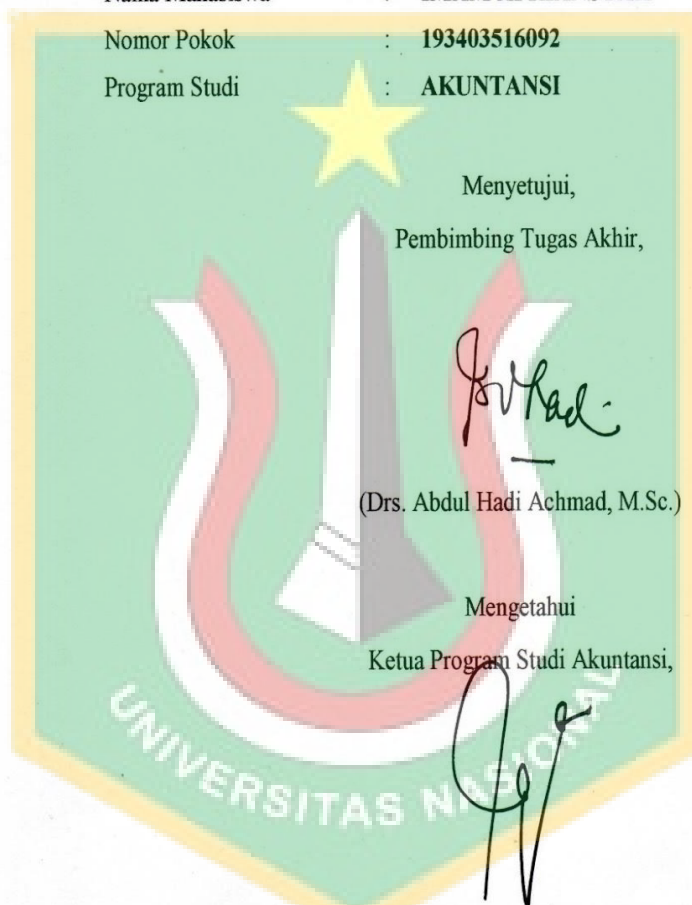 Nomor Pokok : 193403516092
Program Studi : AKUNTANSI
Menyetujui,
Pembimbing Tugas Akhir,
(Drs. Abdul Hadi Achmad, M.Sc.)
Mengetahui
Ketua Program Studi Akuntansi,
UNIVERSITAS NASIONAL